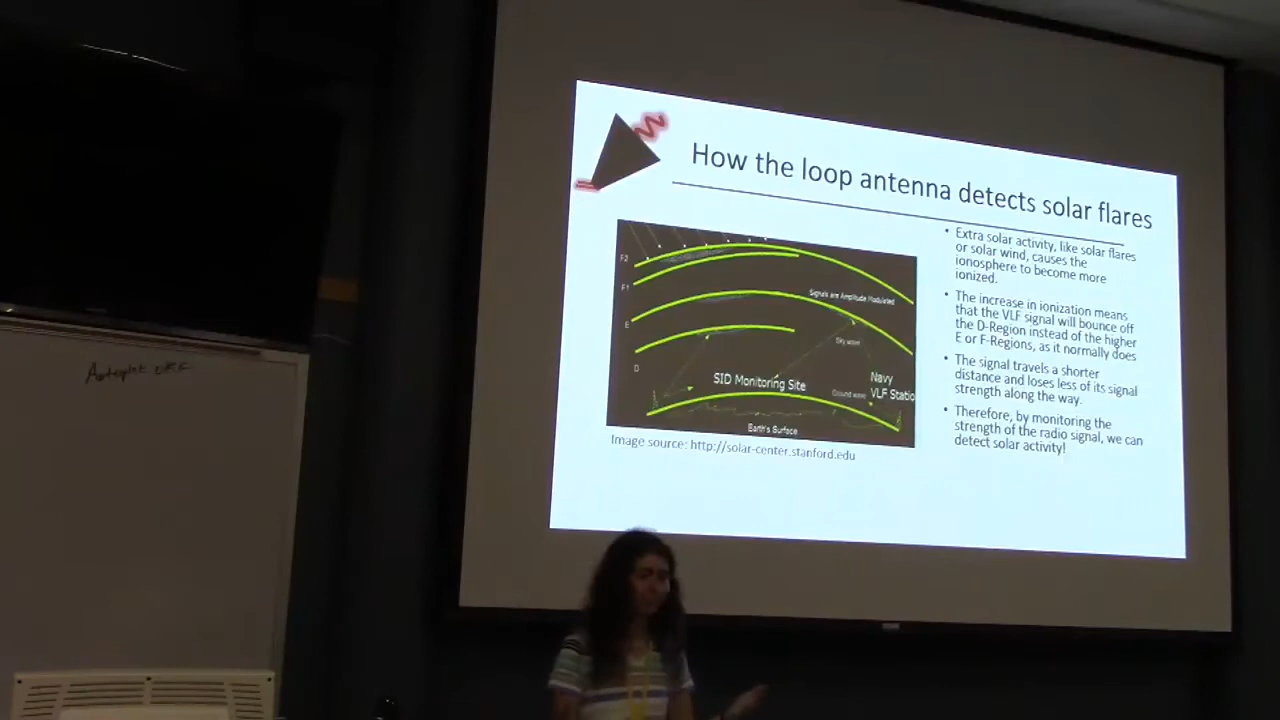 How the loop antenna detects solar flares
F2
F1
E
D
Signals are Amplitude Modulated
Sky wave
SID Monitoring Site
Navy
VLF Statio
Ground wave
Earth's Surface
Image source: http://solar-center.stanford.edu
• Extra solar activity, like solar flares
or solar wind, causes the
ionosphere to become more
ionized.
• The increase in ionization means
that the VLF signal will bounce off
the D-Region instead of the higher
E or F-Regions, as it normally does
• The signal travels a shorter
distance and loses less of its signal
strength along the way.
• Therefore, by monitoring the
strength of the radio signal, we can
detect solar activity!